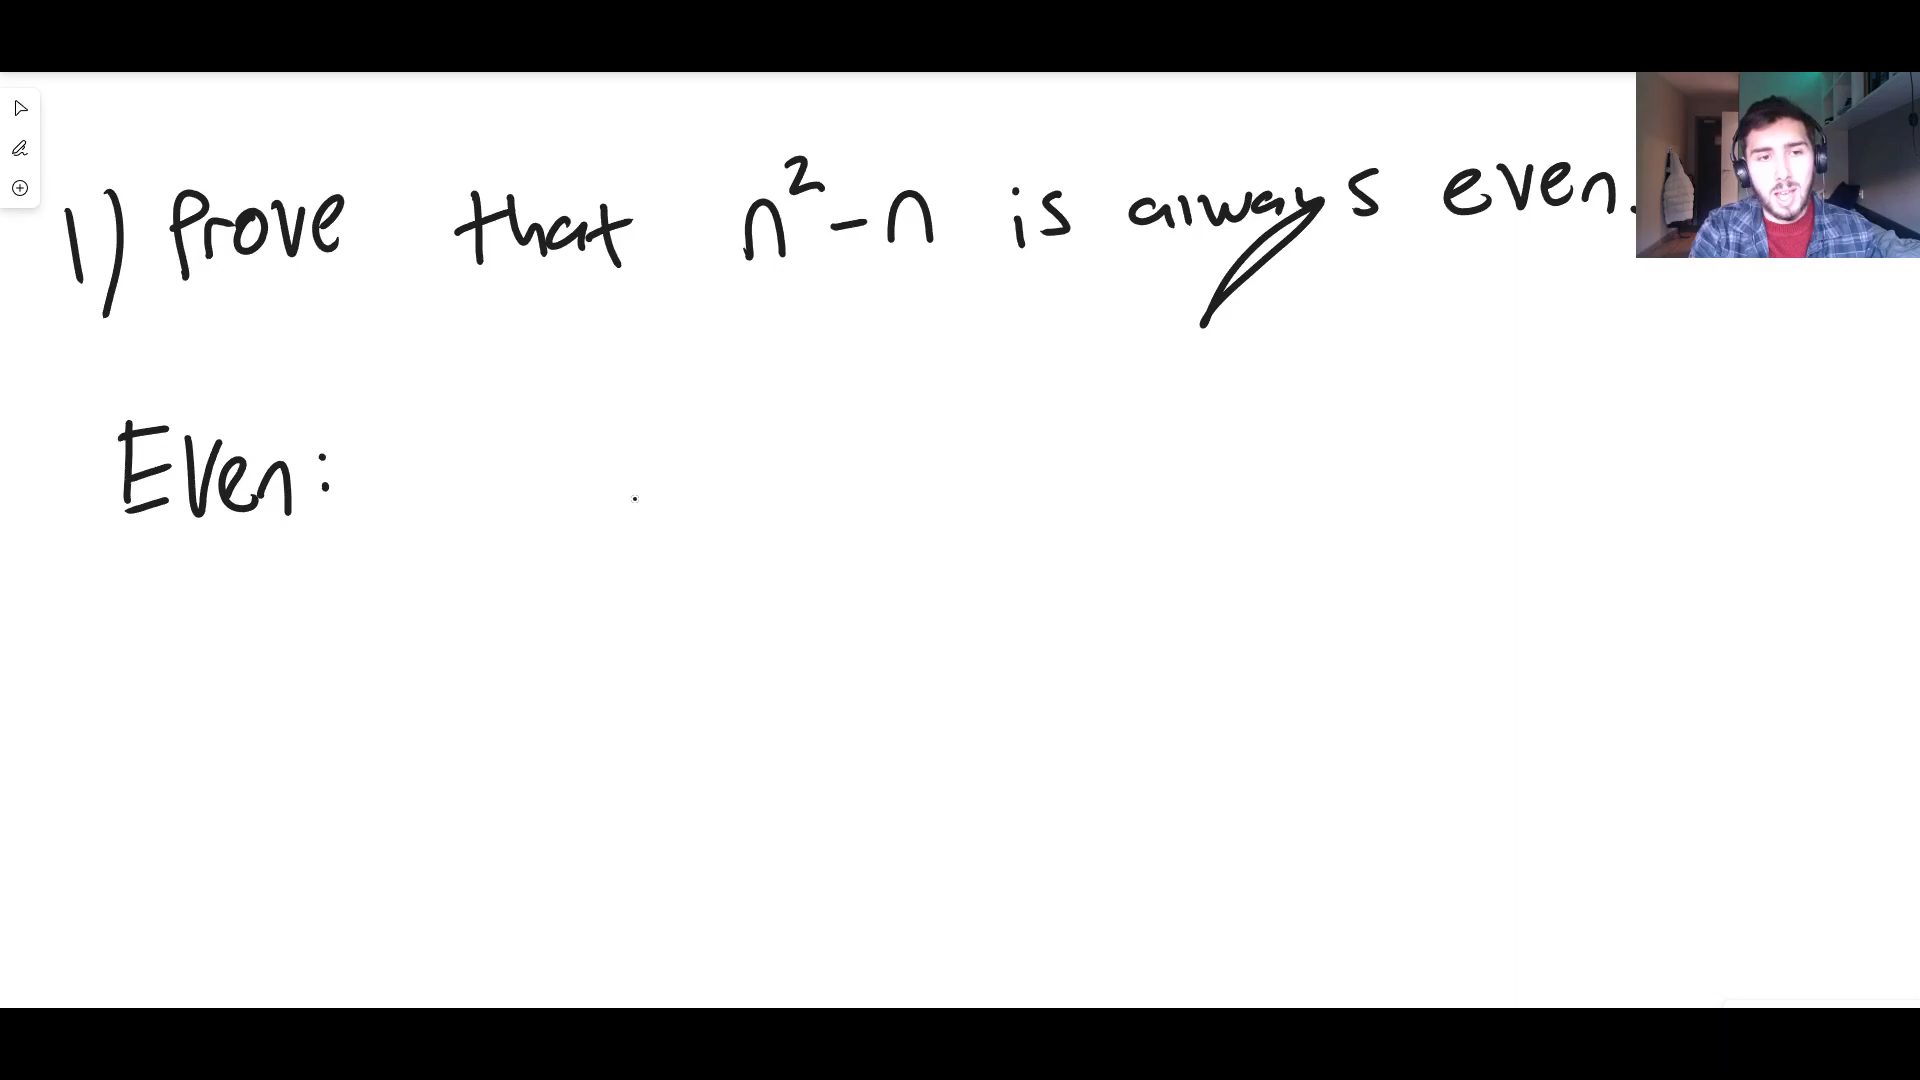 1) Prove that n²-n is always even.
Even: